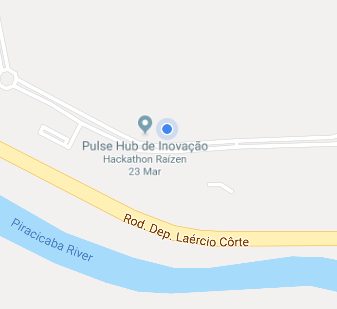 Pulse Hub de Inovação
Hackathon Raízen
23 Mar
Rod. Dep. Laércio Côrte
Piracicaba River